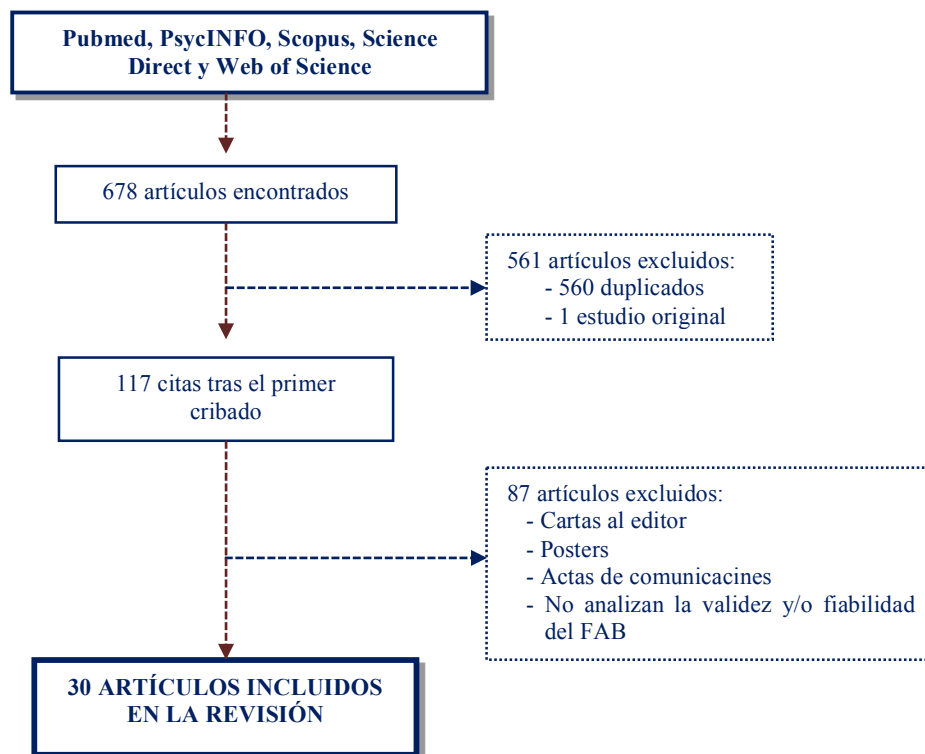 Pubmed, PsycINFO, Scopus, Science
Direct y Web of Science
678 artículos encontrados
561 artículos excluidos:
- 560 duplicados
- 1 estudio original
117 citas tras el primer
cribado
87 artículos excluidos:
- Cartas al editor
- Posters
- Actas de comunicacines
- No analizan la validez y/o fiabilidad
del FAB
30 ARTÍCULOS INCLUIDOS
EN LA REVISIÓN